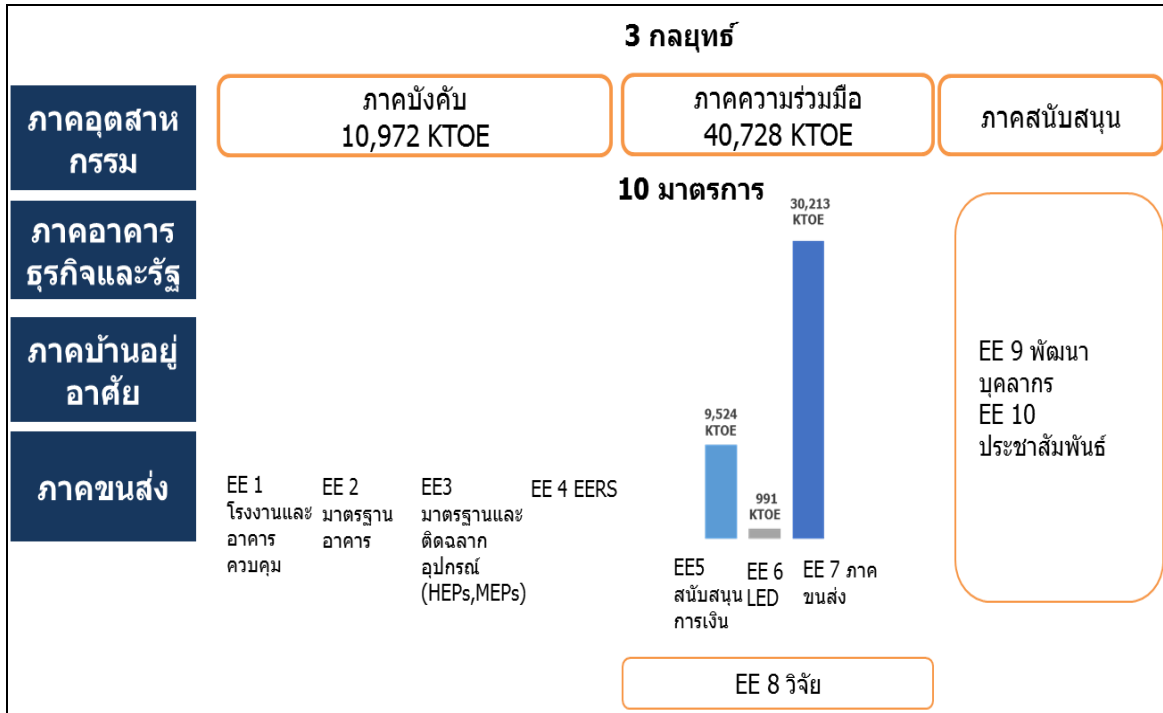 3 กลยุทธ์
ภาคอุตสาห
กรรม
ภาคอาคาร
ธุรกิจและรัฐ
ภาคบ้านอยู่
อาศัย
ภาคขนส่ง
ภาคบังคับ
10,972 KTOE
ภาคความร่วมมือ
40,728 KTOE
ภาคสนับสนุน
10 มาตรการ
EE 1
โรงงานและ
อาคาร
ควบคุม
EE 2
มาตรฐาน
อาคาร
EE3
มาตรฐานและ
ติดฉลาก
อุปกรณ์
(HEPs,MEPs)
EE 4 EERS
9,524
KTOE
991
KTOE
30,213
KTOE
EE5
สนับสนุน
การเงิน
EE 6
LED
EE 7 ภาค
ขนส่ง
EE 8 วิจัย
EE 9 พัฒนา
บุคลากร
EE 10
ประชาสัมพันธ์